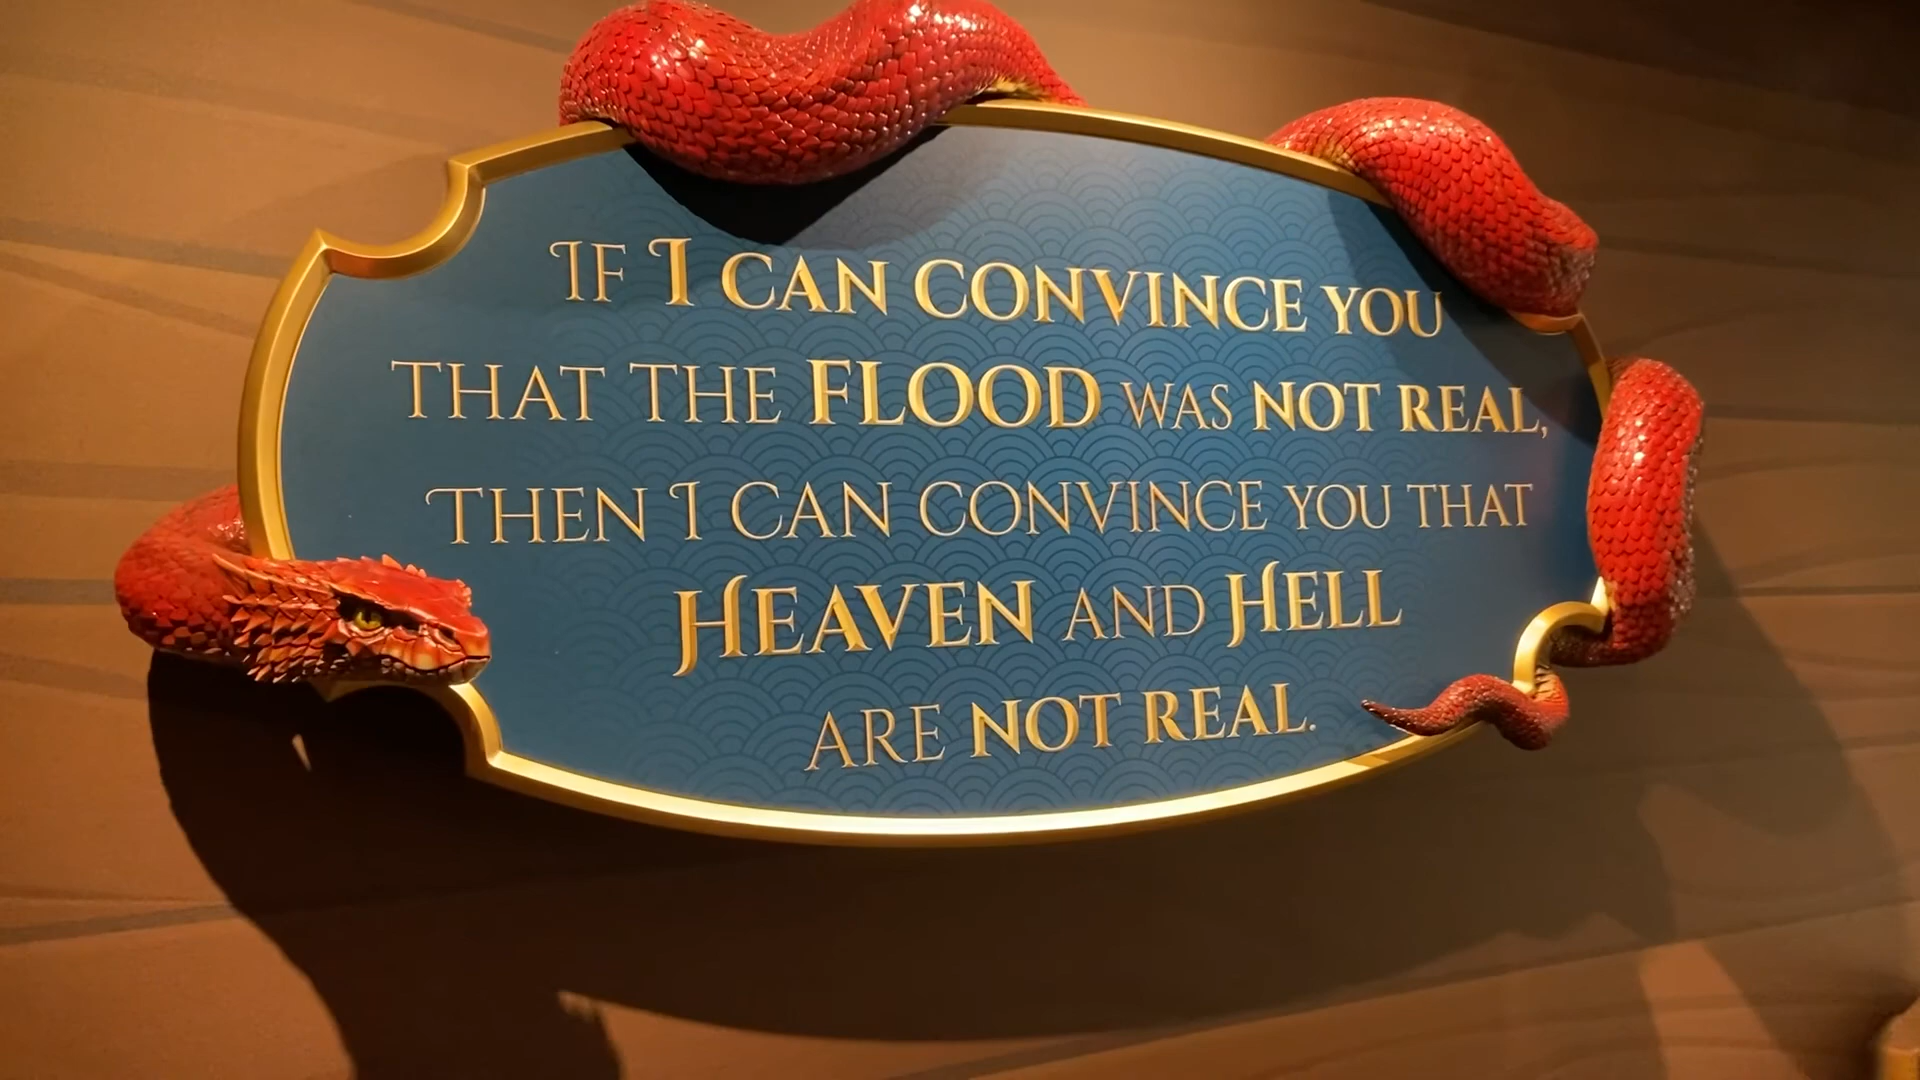 If I can convince you
that the Flood was not real,
then I can convince you that
Heaven and Hell
are not real.